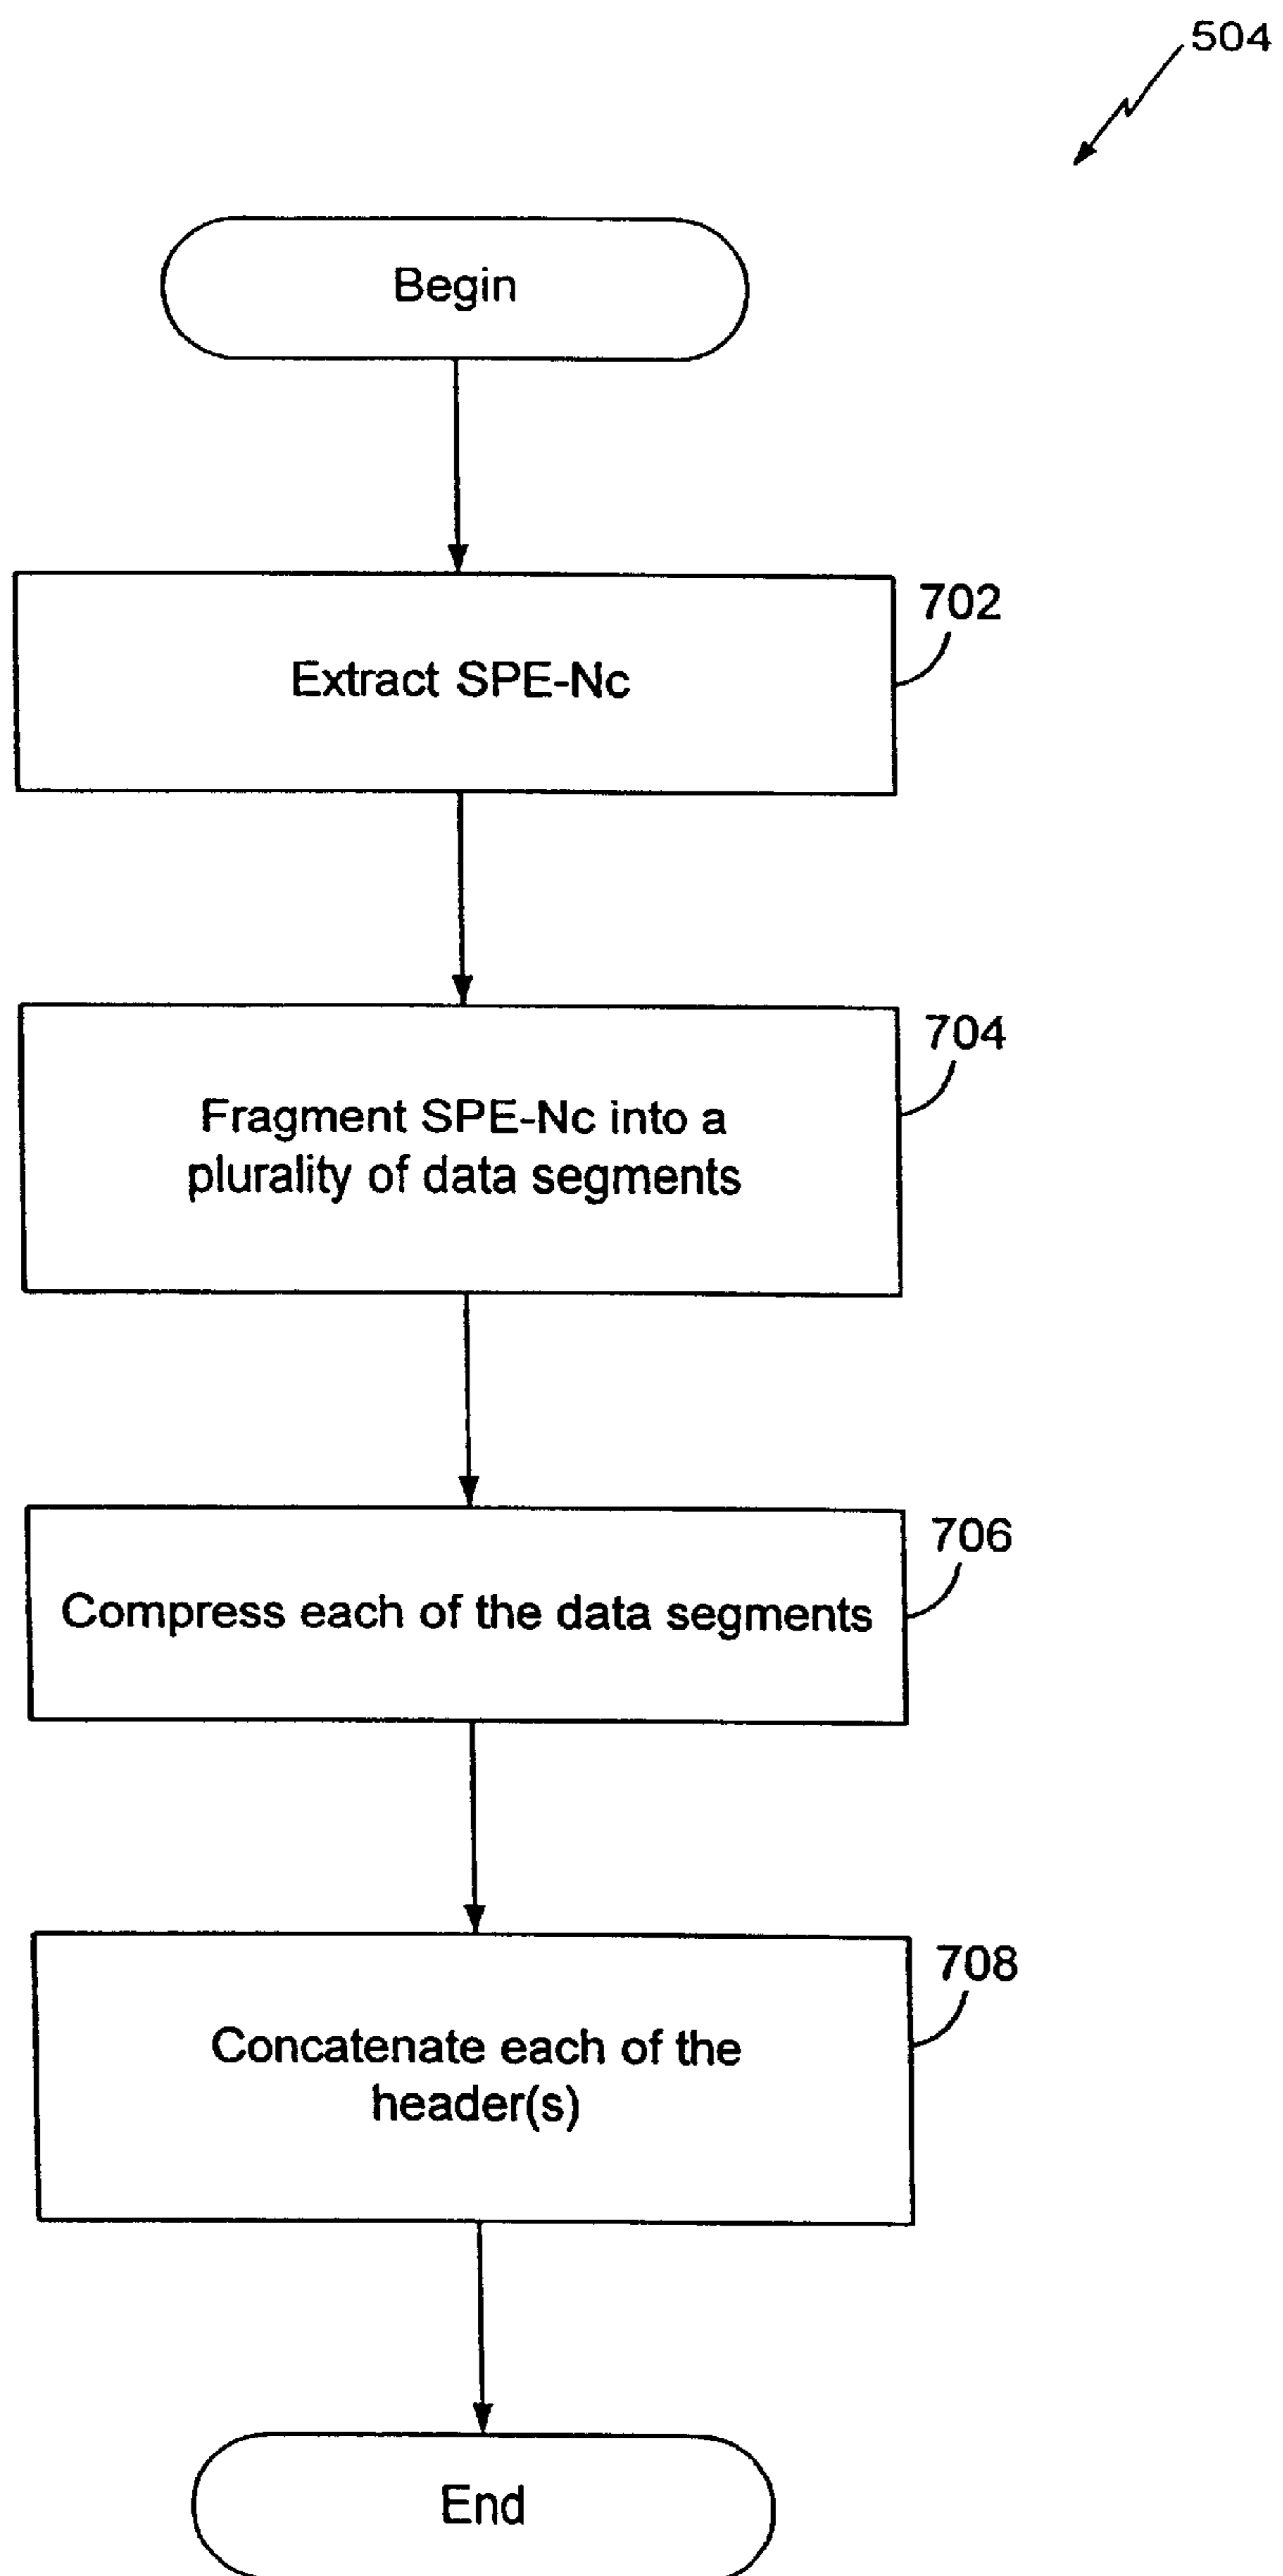 504
Begin
702
Extract SPE-Nc
704
Fragment SPE-Nc into a
plurality of data segments
706
Compress each of the data segments
708
Concatenate each of the
header(s)
End